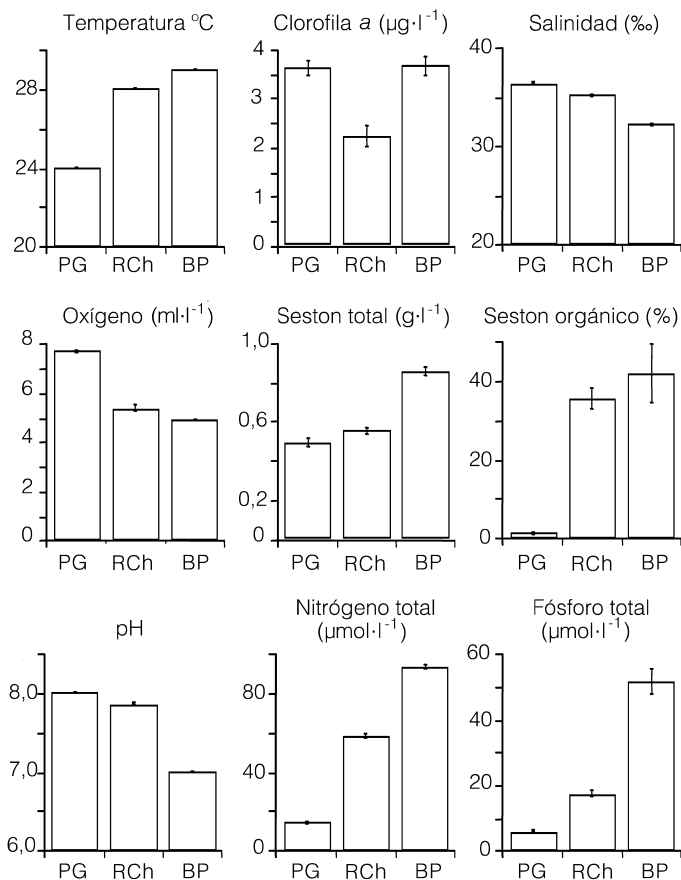 Temperatura °C
28
24
20
PG RCh BP
Clorofila a (µg·l⁻¹)
4
3
2
1
0
PG RCh BP
Salinidad (‰)
40
35
30
20
PG RCh BP
Oxígeno (ml·l⁻¹)
8
6
4
2
0
PG RCh BP
Seston total (g·l⁻¹)
1,0
0,6
0,2
0
PG RCh BP
Seston orgánico (%)
40
20
0
PG RCh BP
pH
8,0
7,0
6,0
PG RCh BP
Nitrógeno total
(µmol·l⁻¹)
80
40
0
PG RCh BP
Fósforo total
(µmol·l⁻¹)
60
40
20
0
PG RCh BP